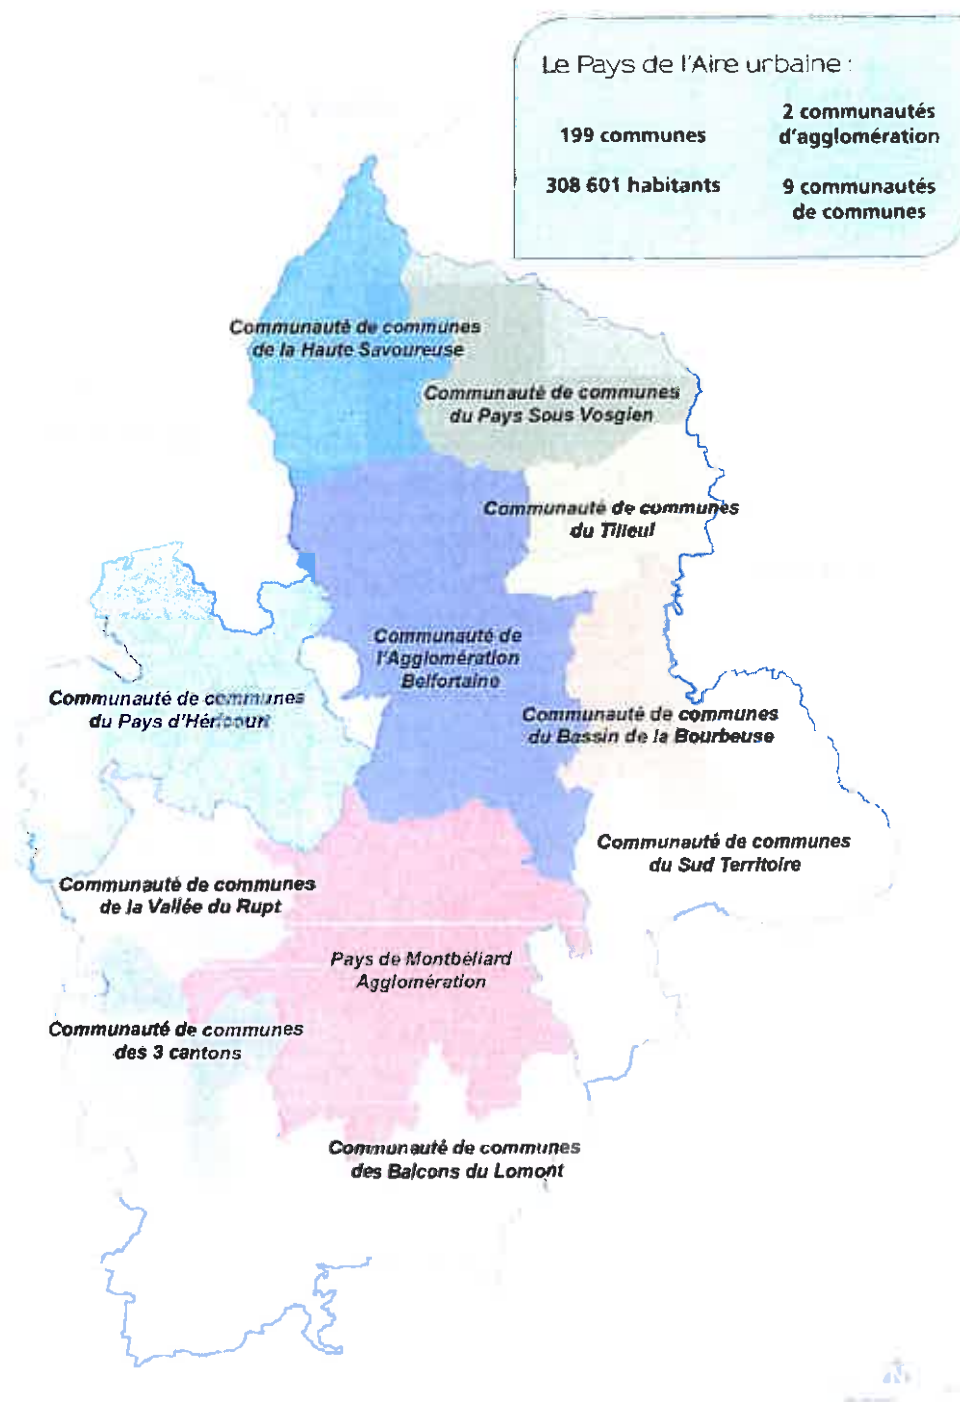 Le Pays de l'Aire urbaine :
199 communes
2 communautés
d'agglomération
308 601 habitants
9 communautés
de communes
Communauté de communes
de la Haute Savoureuse
Communauté de communes
du Pays Sous Vosgien
Communauté de communes
du Tilleul
Communauté de
l'Agglomération
Belfortaine
Communauté de communes
du Pays d'Héricourt
Communauté de communes
du Bassin de la Bourbeuse
Communauté de communes
du Sud Territoire
Communauté de communes
de la Vallée du Rupt
Pays de Montbéliard
Agglomération
Communauté de communes
des 3 cantons
Communauté de communes
des Balcons du Lomont
N